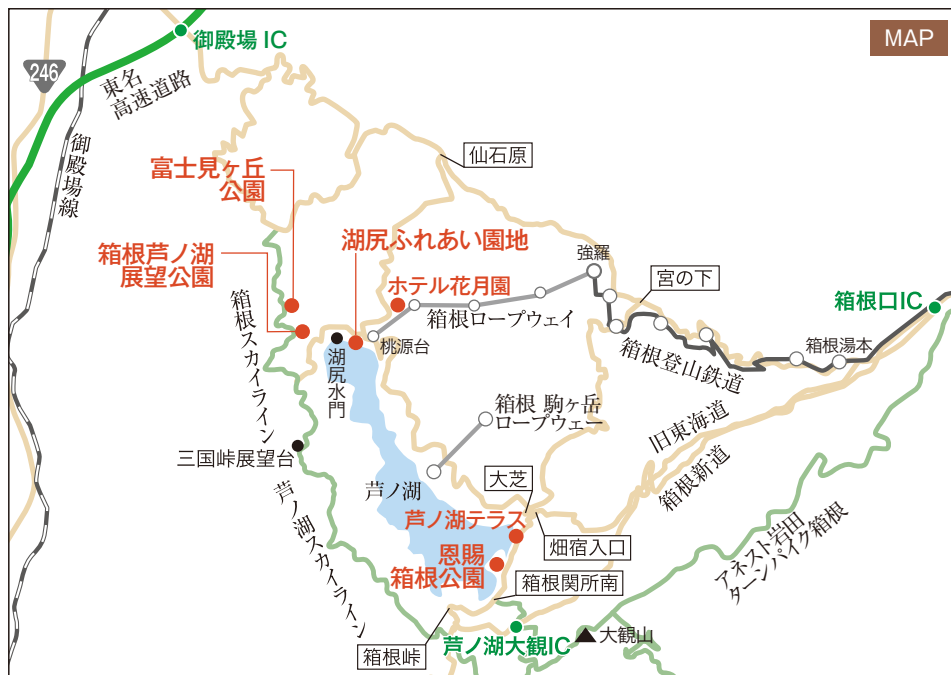 MAP
御殿場 IC
246
東名
高速道路
御殿場線
仙石原
富士見ヶ丘
公園
湖尻ふれあい園地
箱根芦ノ湖
展望公園
強羅
宮の下
ホテル花月園
箱根口IC
箱根ロープウェイ
箱根スカイライン
桃源台
湖尻水門
箱根登山鉄道
箱根湯本
箱根 駒ヶ岳
ロープウェー
旧東海道
箱根新道
三国峠展望台
芦ノ湖
大芝
芦ノ湖スカイライン
芦ノ湖テラス
畑宿入口
アネスト岩田
ターンパイク箱根
恩賜
箱根公園
箱根関所南
芦ノ湖大観IC
大観山
箱根峠